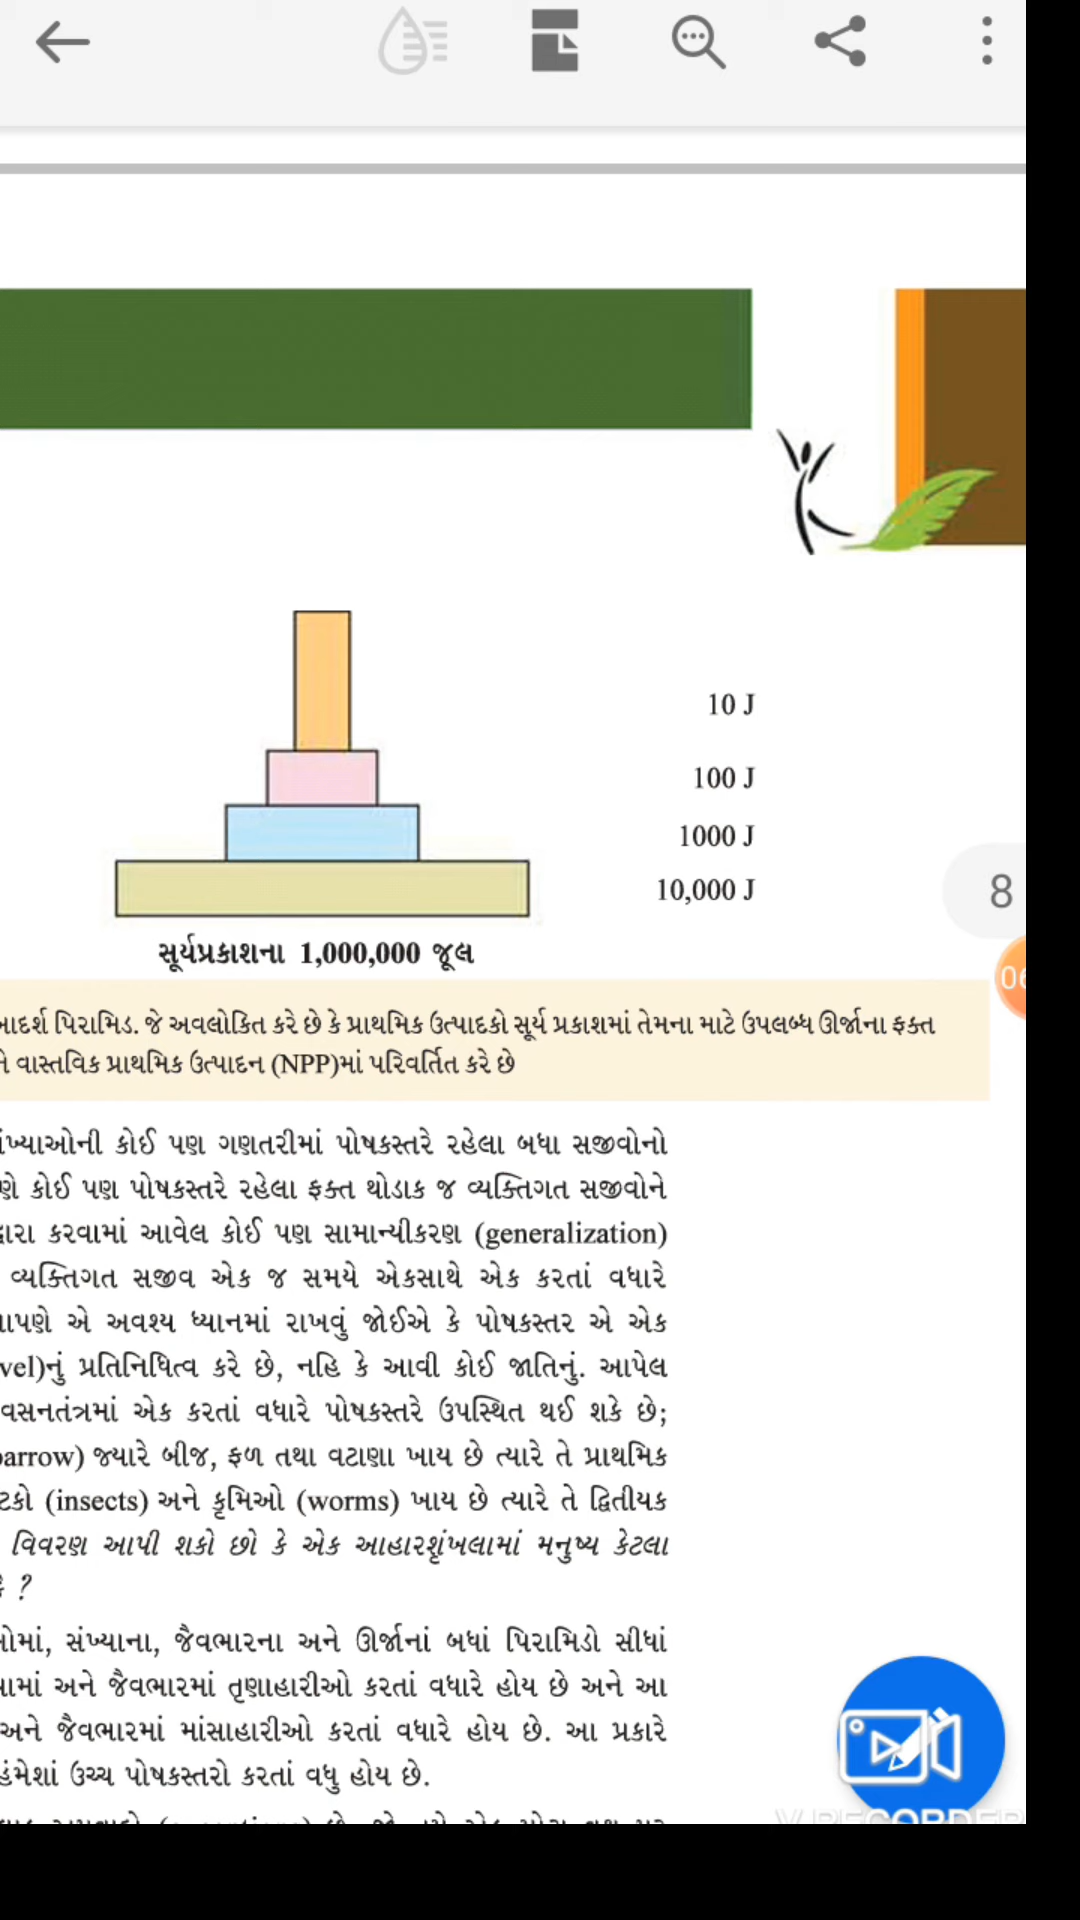 10 J
100 J
1000 J
10,000 J
સૂર્યપ્રકાશના 1,000,000 જૂલ
8
06
આદર્શ પિરામિડ. જે અવલોકિત કરે છે કે પ્રાથમિક ઉત્પાદકો સૂર્ય પ્રકાશમાં તેમના માટે ઉપલબ્ધ ઊર્જાના ફક્ત
વાસ્તવિક પ્રાથમિક ઉત્પાદન (NPP)માં પરિવર્તિત કરે છે
કોઈ પણ ગણતરીમાં પોષકસ્તરે રહેલા બધા સજીવોનો
કોઈ પણ પોષકસ્તરે રહેલા ફક્ત થોડાક જ વ્યક્તિગત સજીવોને
કરવામાં આવેલ કોઈ પણ સામાન્યીકરણ (generalization)
વ્યક્તિગત સજીવ એક જ સમયે એકસાથે એક કરતાં વધારે
એ અવશ્ય ધ્યાનમાં રાખવું જોઈએ કે પોષકસ્તર એ એક
vel)નું પ્રતિનિધિત્વ કરે છે, નહિ કે આવી કોઈ જાતિનું. આપેલ
વસનતંત્રમાં એક કરતાં વધારે પોષકસ્તરે ઉપસ્થિત થઈ શકે છે;
arrow) જ્યારે બીજ, ફળ તથા વટાણા ખાય છે ત્યારે તે પ્રાથમિક
ટકો (insects) અને કૃમિઓ (worms) ખાય છે ત્યારે તે દ્વિતીયક
વિવરણ આપી શકો છો કે એક આહારશૃંખલામાં મનુષ્ય કેટલા
?
સંખ્યાના, જૈવભારના અને ઊર્જાનાં બધાં પિરામિડો સીધાં
અને જૈવભારમાં તૃણાહારીઓ કરતાં વધારે હોય છે અને આ
અને જૈવભારમાં માંસાહારીઓ કરતાં વધારે હોય છે. આ પ્રકારે
હંમેશાં ઉચ્ચ પોષકસ્તરો કરતાં વધુ હોય છે.
V RECORDER